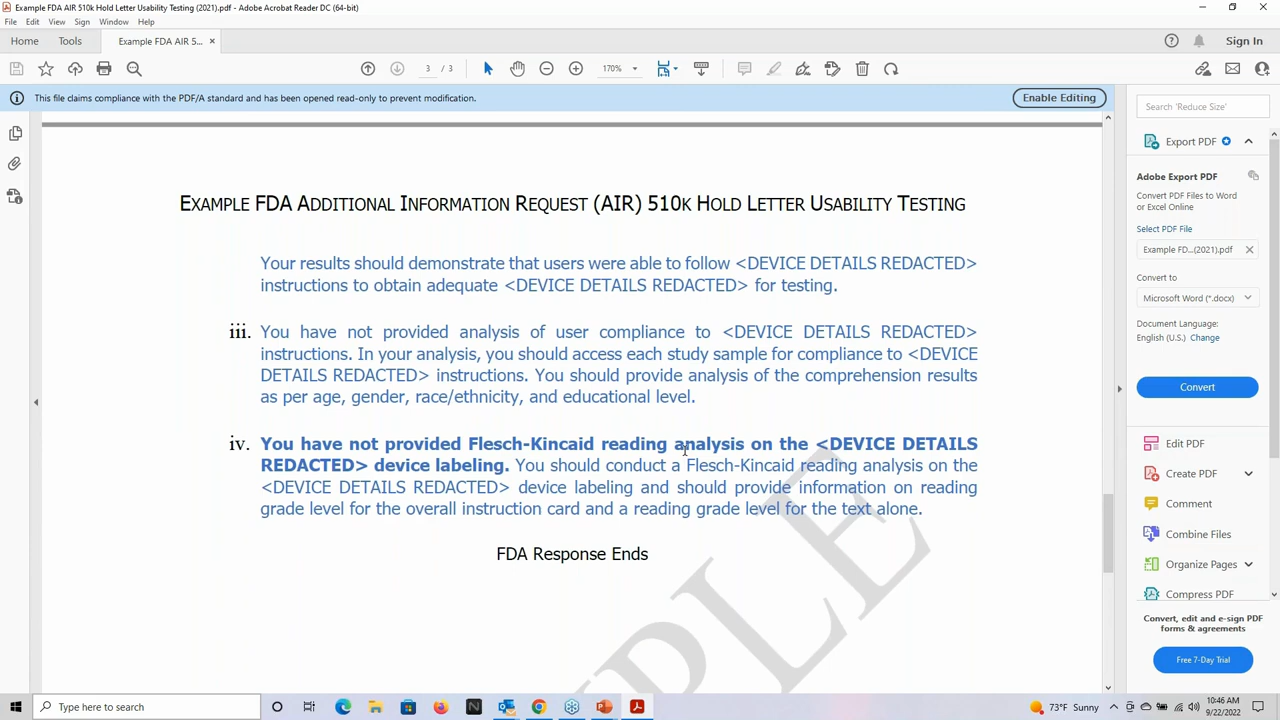 Example FDA AIR 510k Hold Letter Usability Testing (2021).pdf - Adobe Acrobat Reader DC (64-bit)
File Edit View Sign Window Help
Home Tools Example FDA AIR 5... × Sign In
3 / 3 170%
This file claims compliance with the PDF/A standard and has been opened read-only to prevent modification. Enable Editing
EXAMPLE FDA ADDITIONAL INFORMATION REQUEST (AIR) 510K HOLD LETTER USABILITY TESTING
Your results should demonstrate that users were able to follow <DEVICE DETAILS REDACTED>
instructions to obtain adequate <DEVICE DETAILS REDACTED> for testing.
iii. You have not provided analysis of user compliance to <DEVICE DETAILS REDACTED>
instructions. In your analysis, you should access each study sample for compliance to <DEVICE
DETAILS REDACTED> instructions. You should provide analysis of the comprehension results
as per age, gender, race/ethnicity, and educational level.
iv. You have not provided Flesch-Kincaid reading analysis on the <DEVICE DETAILS
REDACTED> device labeling. You should conduct a Flesch-Kincaid reading analysis on the
<DEVICE DETAILS REDACTED> device labeling and should provide information on reading
grade level for the overall instruction card and a reading grade level for the text alone.
FDA Response Ends
Search 'Reduce Size'
Export PDF
Adobe Export PDF
Convert PDF Files to Word
or Excel Online
Select PDF File
Example FD...(2021).pdf ×
Convert to
Microsoft Word (*.docx)
Document Language:
English (U.S.) Change
Convert
Edit PDF
Create PDF
Comment
Combine Files
Organize Pages
Compress PDF
Convert, edit and e-sign PDF
forms & agreements
Free 7-Day Trial
Type here to search
73°F Sunny
10:46 AM
9/22/2022